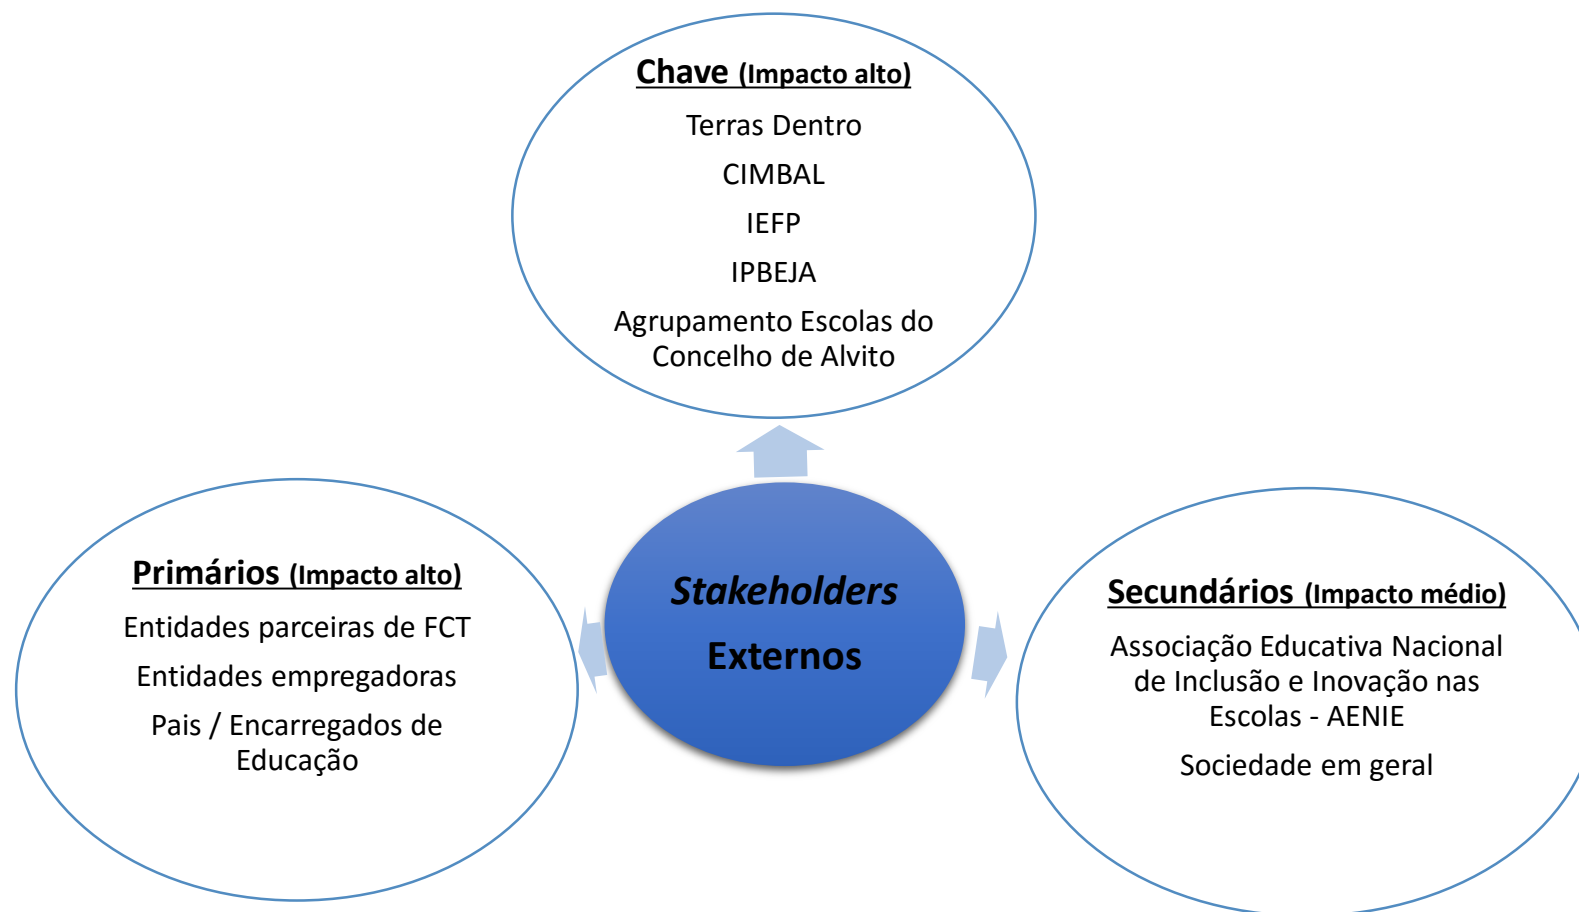 Chave (Impacto alto)
Terras Dentro
CIMBAL
IEFP
IPBEJA
Agrupamento Escolas do
Concelho de Alvito
Primários (Impacto alto)
Entidades parceiras de FCT
Entidades empregadoras
Pais / Encarregados de
Educação
Stakeholders
Externos
Secundários (Impacto médio)
Associação Educativa Nacional
de Inclusão e Inovação nas
Escolas - AENIE
Sociedade em geral